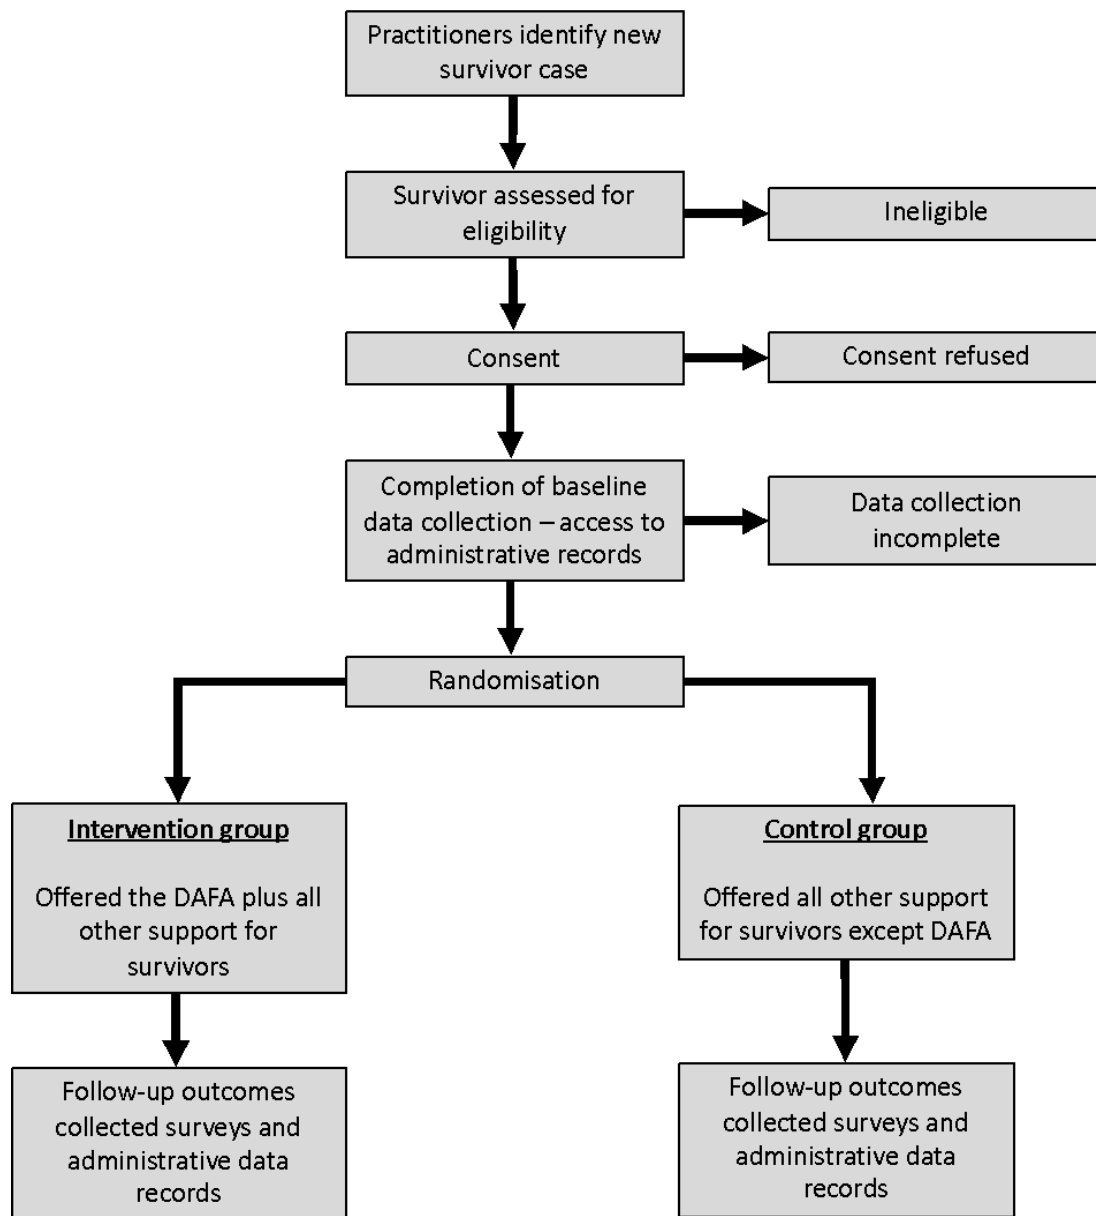 Practitioners identify new
survivor case
Survivor assessed for
eligibility
Ineligible
Consent
Consent refused
Completion of baseline
data collection – access to
administrative records
Data collection
incomplete
Randomisation
Intervention group
Offered the DAFA plus all
other support for
survivors
Control group
Offered all other support
for survivors except DAFA
Follow-up outcomes
collected surveys and
administrative data
records
Follow-up outcomes
collected surveys and
administrative data
records